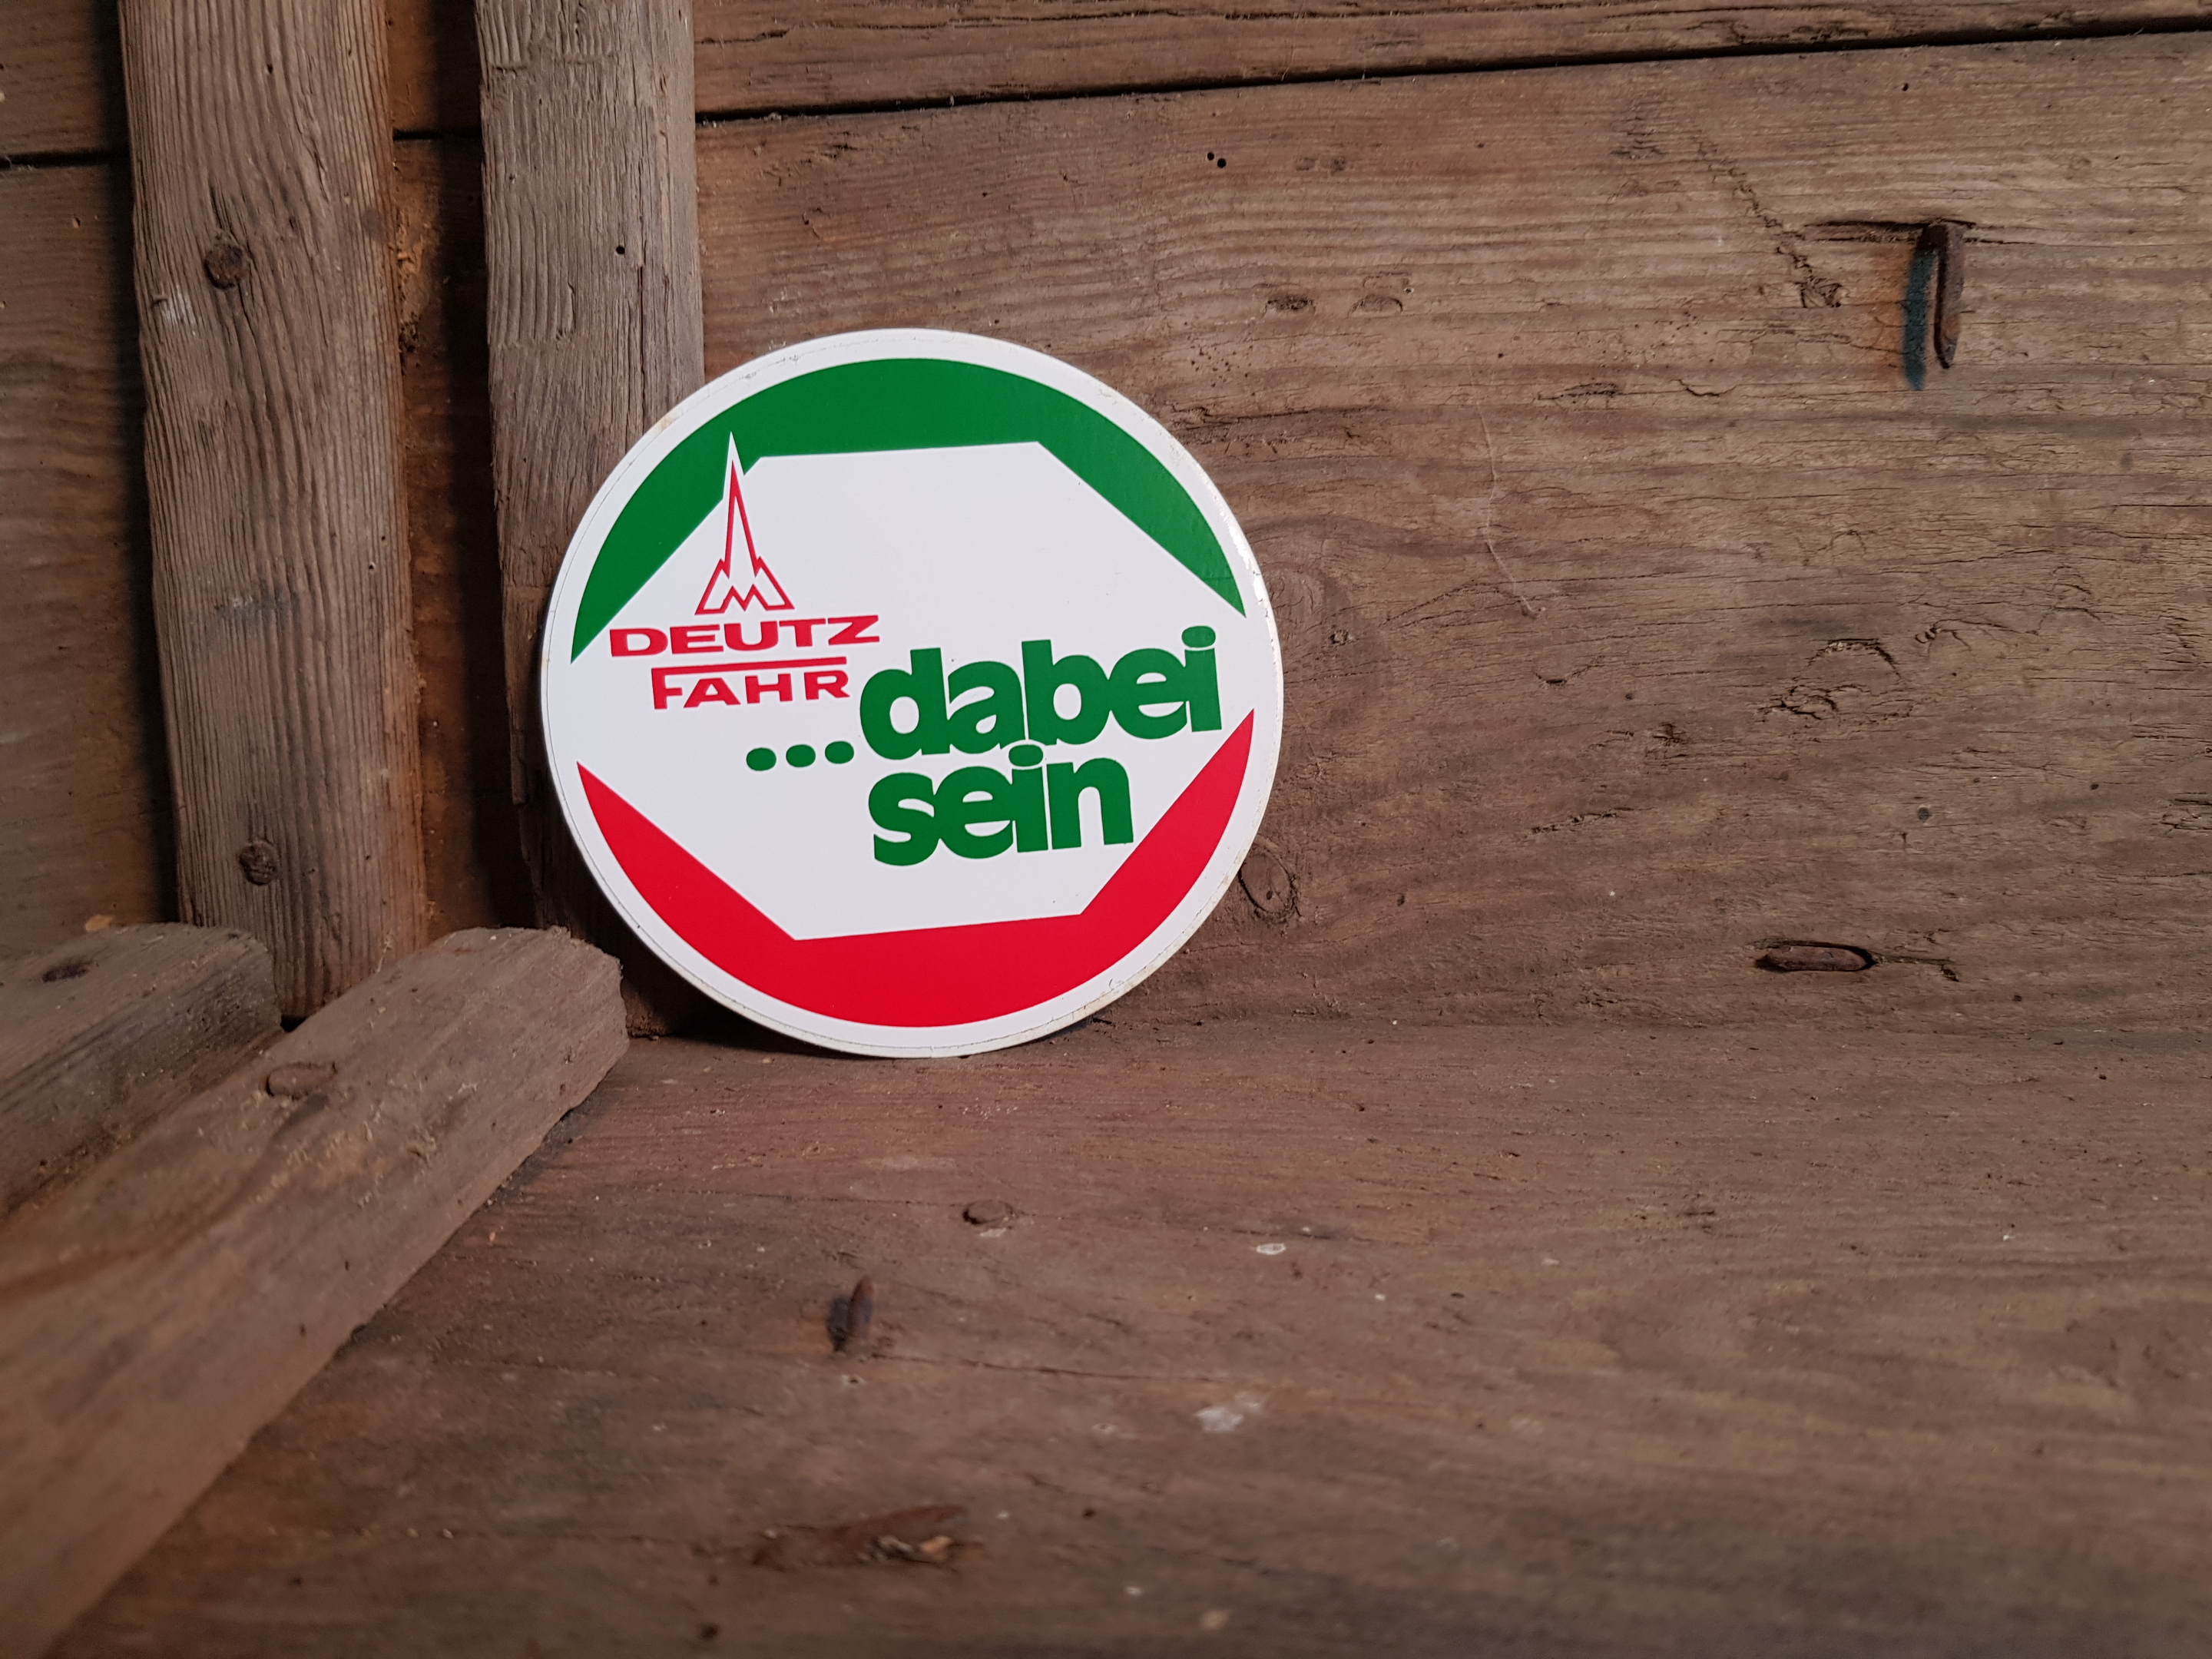 DEUTZ
FAHR
...dabei
sein